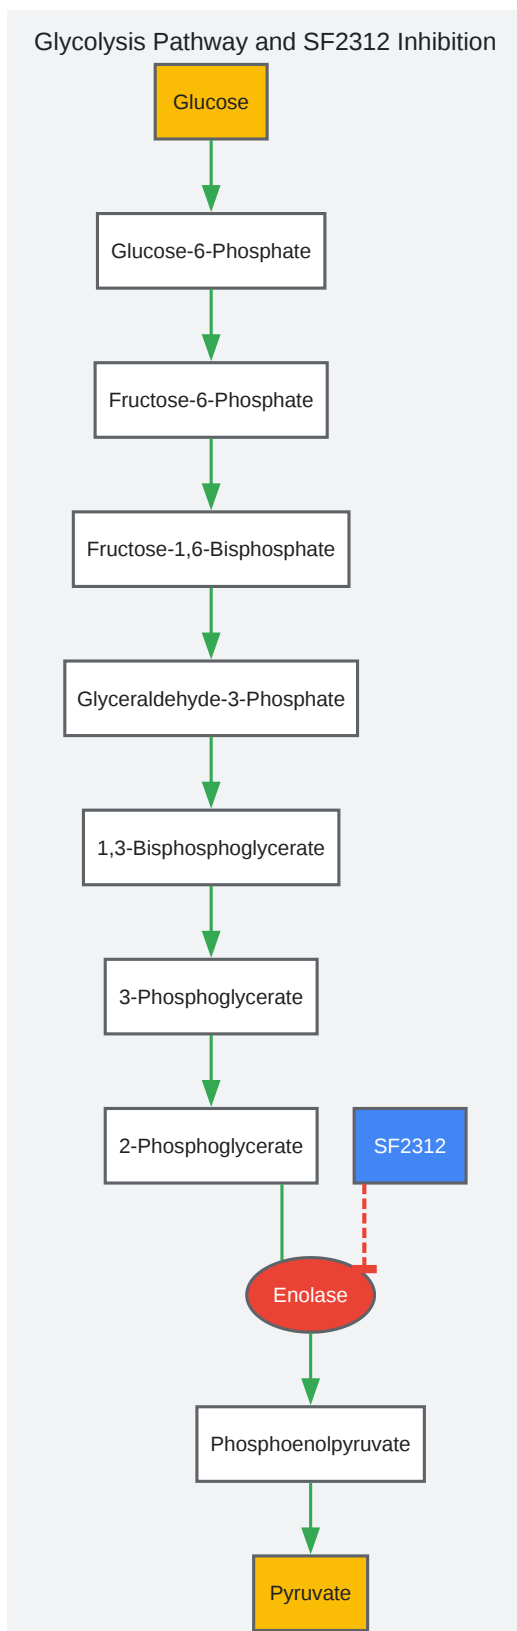 Glycolysis Pathway and SF2312 Inhibition
Glucose
Glucose-6-Phosphate
Fructose-6-Phosphate
Fructose-1,6-Bisphosphate
Glyceraldehyde-3-Phosphate
1,3-Bisphosphoglycerate
3-Phosphoglycerate
2-Phosphoglycerate
SF2312
Enolase
Phosphoenolpyruvate
Pyruvate